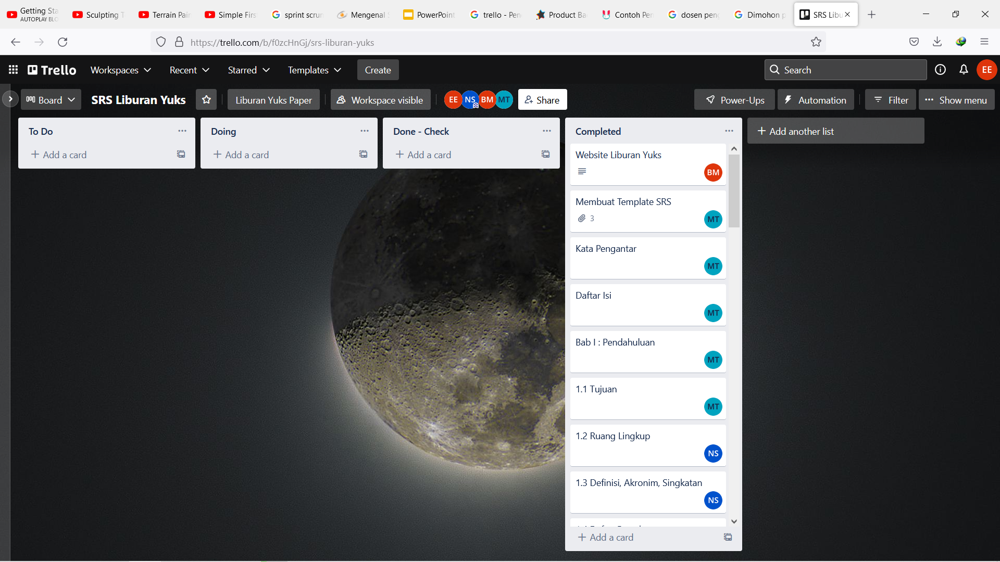 Getting Sta
AUTOPLAY BLO
Sculpting T
Terrain Pair
Simple Firs
sprint scrun
Mengenal S
PowerPoint
trello - Pen
Product Ba
Contoh Pen
dosen peng
Dimohon p
SRS Libu
https://trello.com/b/f0zcHnGj/srs-liburan-yuks
Trello
Workspaces
Recent
Starred
Templates
Create
Search
EE
Board
SRS Liburan Yuks
Liburan Yuks Paper
Workspace visible
EE
NS
BM
MT
Share
Power-Ups
Automation
Filter
Show menu
To Do
+ Add a card
Doing
+ Add a card
Done - Check
+ Add a card
Completed
Website Liburan Yuks
BM
Membuat Template SRS
3
MT
Kata Pengantar
MT
Daftar Isi
MT
Bab I : Pendahuluan
MT
1.1 Tujuan
MT
1.2 Ruang Lingkup
NS
1.3 Definisi, Akronim, Singkatan
NS
+ Add a card
+ Add another list